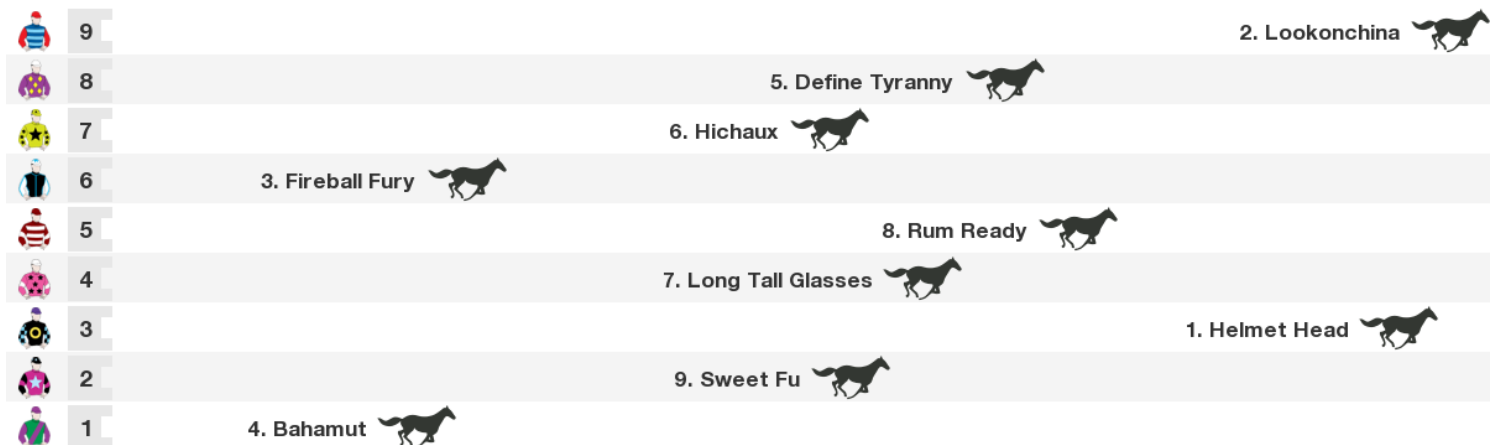 9 2. Lookonchina
8 5. Define Tyranny
7 6. Hichaux
6 3. Fireball Fury
5 8. Rum Ready
4 7. Long Tall Glasses
3 1. Helmet Head
2 9. Sweet Fu
1 4. Bahamut